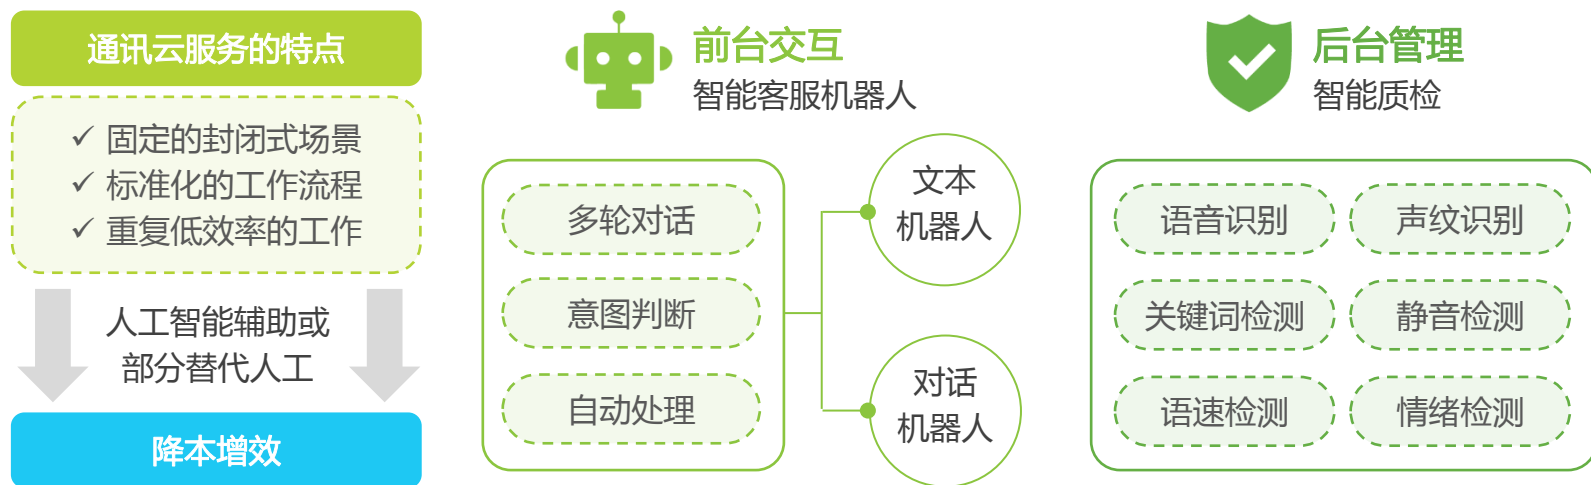 通讯云服务的特点
固定的封闭式场景
标准化的工作流程
重复低效率的工作
人工智能辅助或
部分替代人工
降本增效
前台交互
智能客服机器人
多轮对话
意图判断
自动处理
文本
机器人
对话
机器人
后台管理
智能质检
语音识别
声纹识别
关键词检测
静音检测
语速检测
情绪检测